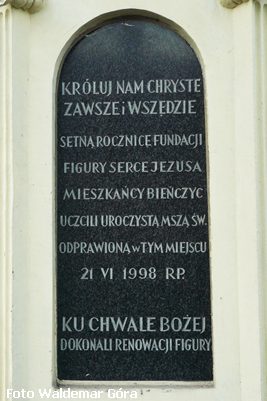 KRÓLUJ NAM CHRYSTE
ZAWSZE i WSZĘDZIE
SETNĄ ROCZNICĘ FUNDACJI
FIGURY SERCE JEZUSA
MIESZKAŃCY BIEŃCZYC
UCZCILI UROCZYSTĄ MSZĄ ŚW.
ODPRAWIONĄ w TYM MIEJSCU
21 VI 1998 RP.
KU CHWALE BOŻEJ
DOKONALI RENOWACJI FIGURY
Foto Waldemar Góra